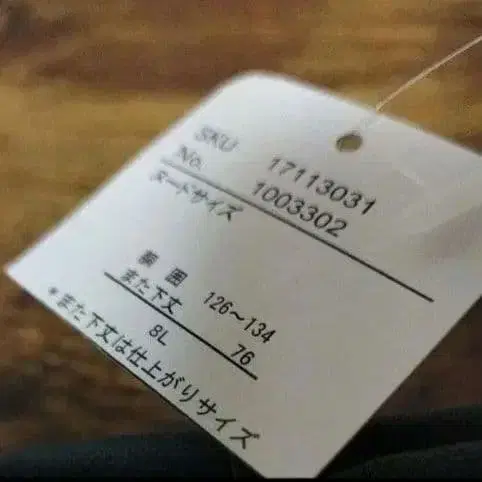 SKU 17113031
No. 1003302
ヌードサイズ
範囲 126～134
また下丈 76
8L
*また下丈は仕上がりサイズ